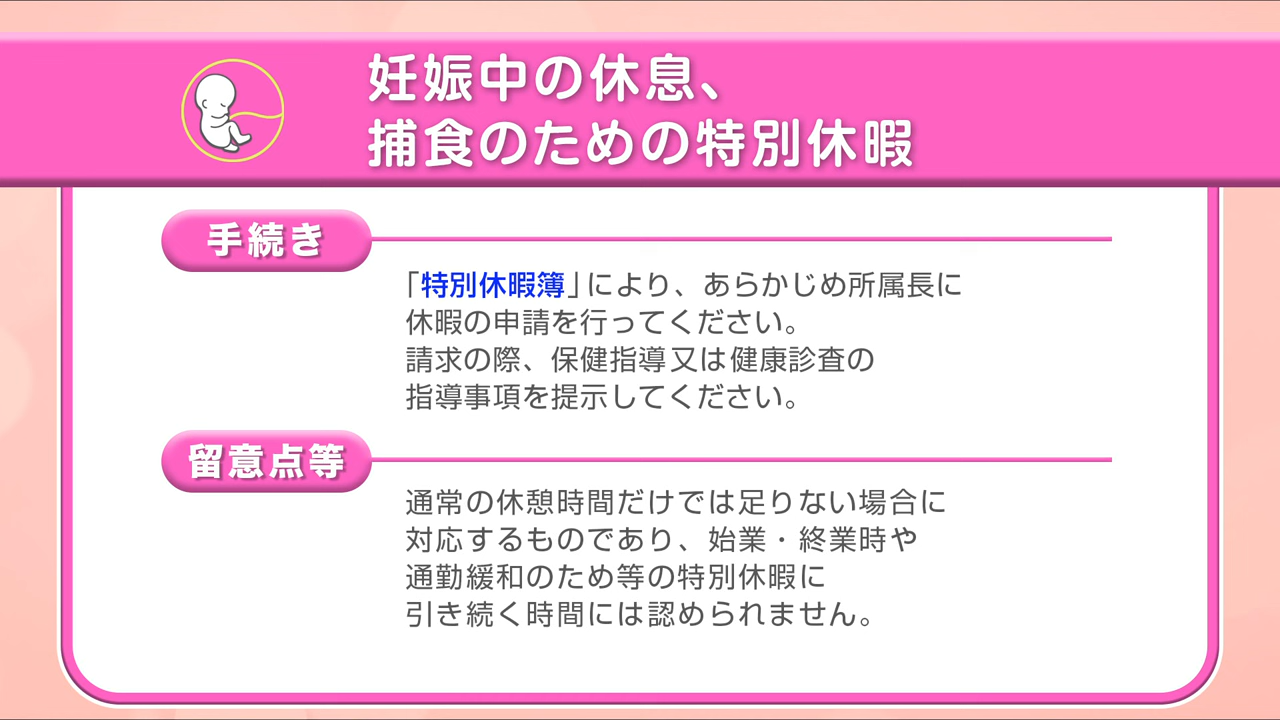 妊娠中の休息、
捕食のための特別休暇
手続き
「特別休暇簿」により、あらかじめ所属長に
休暇の申請を行ってください。
請求の際、保健指導又は健康診査の
指導事項を提示してください。
留意点等
通常の休憩時間だけでは足りない場合に
対応するものであり、始業・終業時や
通勤緩和のため等の特別休暇に
引き続く時間には認められません。